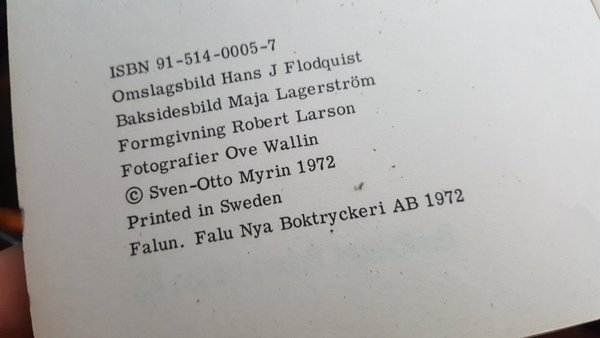 ISBN 91-514-0005-7
Omslagsbild Hans J Flodquist
Baksidesbild Maja Lagerström
Formgivning Robert Larson
Fotografier Ove Wallin
© Sven-Otto Myrin 1972
Printed in Sweden
Falun. Falu Nya Boktryckeri AB 1972